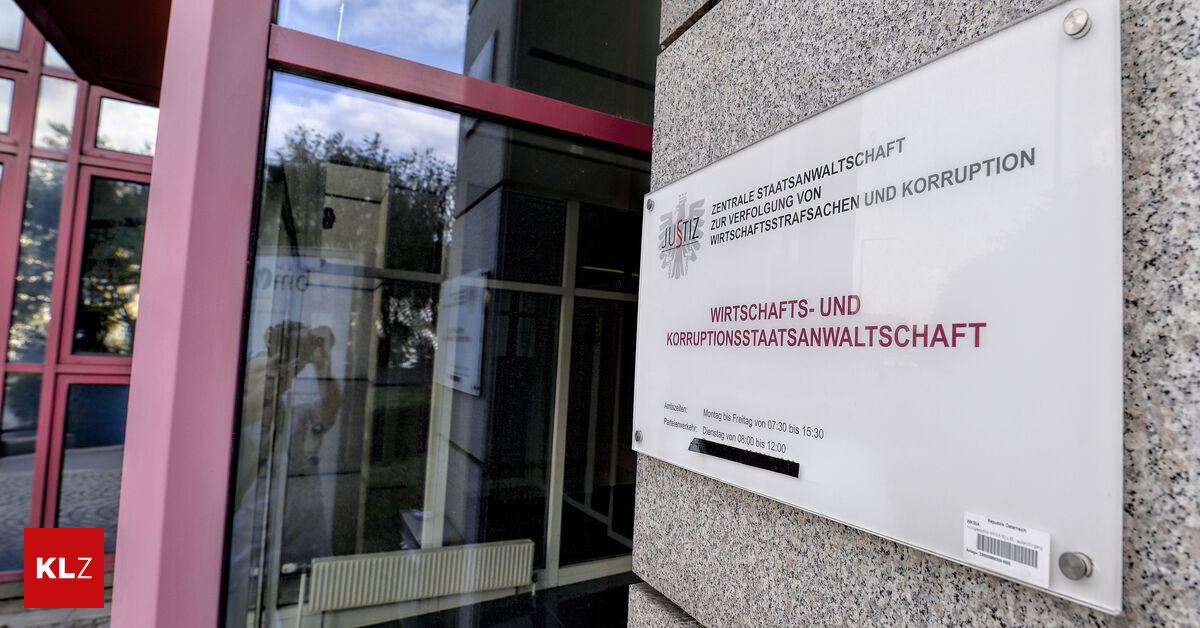 JUSTIZ
ZENTRALE STAATSANWALTSCHAFT
ZUR VERFOLGUNG VON
WIRTSCHAFTSSTRAFSACHEN UND KORRUPTION
WIRTSCHAFTS- UND
KORRUPTIONSSTAATSANWALTSCHAFT
Amtszeiten: Montag bis Freitag von 07:30 bis 15:30
Parteienverkehr: Dienstag von 08:00 bis 12:00
Republik Österreich
WKSTA
KLZ